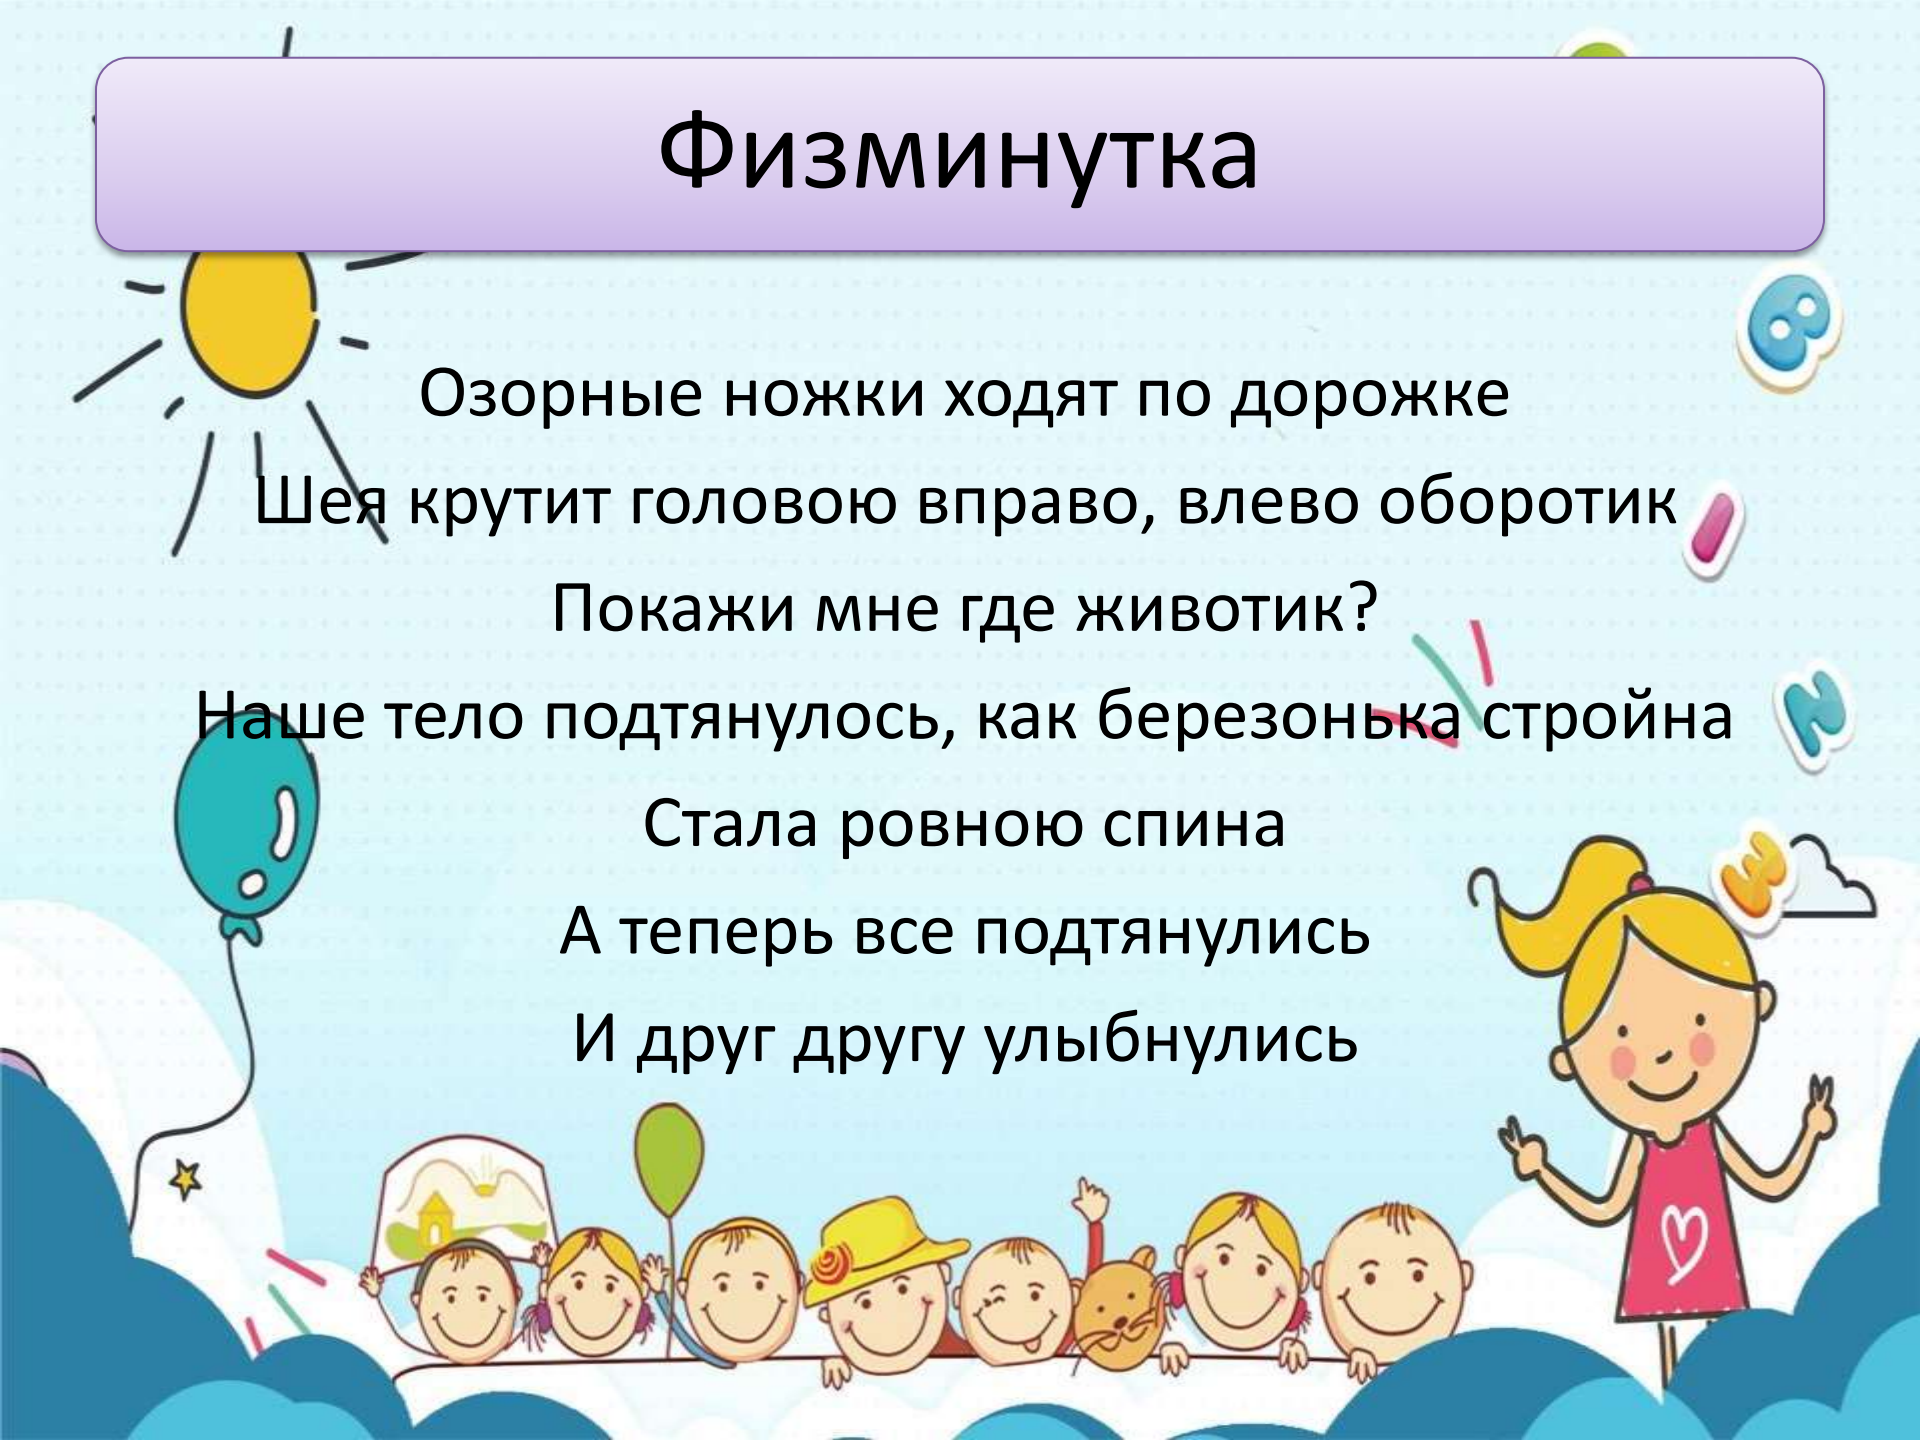 Физминутка
Озорные ножки ходят по дорожке
Шея крутит головою вправо, влево оборотик
Покажи мне где животик?
Наше тело подтянулось, как березонька стройна
Стала ровною спина
А теперь все подтянулись
И друг другу улыбнулись